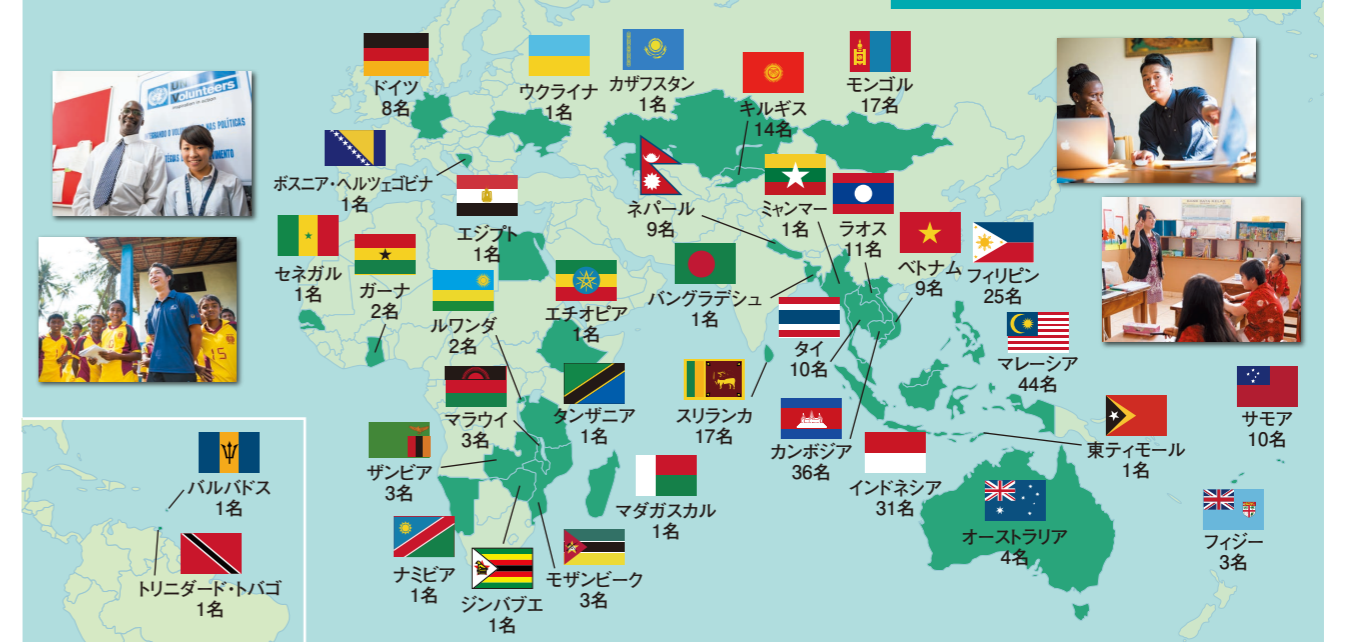 ドイツ
8名
ウクライナ
1名
カザフスタン
1名
キルギス
14名
モンゴル
17名
ボスニア・ヘルツェゴビナ
1名
エジプト
1名
ネパール
9名
ミャンマー
1名
ラオス
11名
ベトナム
9名
フィリピン
25名
セネガル
1名
ガーナ
2名
ルワンダ
2名
エチオピア
1名
バングラデシュ
1名
タイ
10名
マレーシア
44名
マラウイ
3名
タンザニア
1名
スリランカ
17名
カンボジア
36名
インドネシア
31名
東ティモール
1名
サモア
10名
ザンビア
3名
マダガスカル
1名
オーストラリア
4名
フィジー
3名
ナミビア
1名
ジンバブエ
1名
モザンビーク
3名
バルバドス
1名
トリニダード・トバゴ
1名
UN
Volunteers
inspiration in action
NAS POLÍTICAS
15